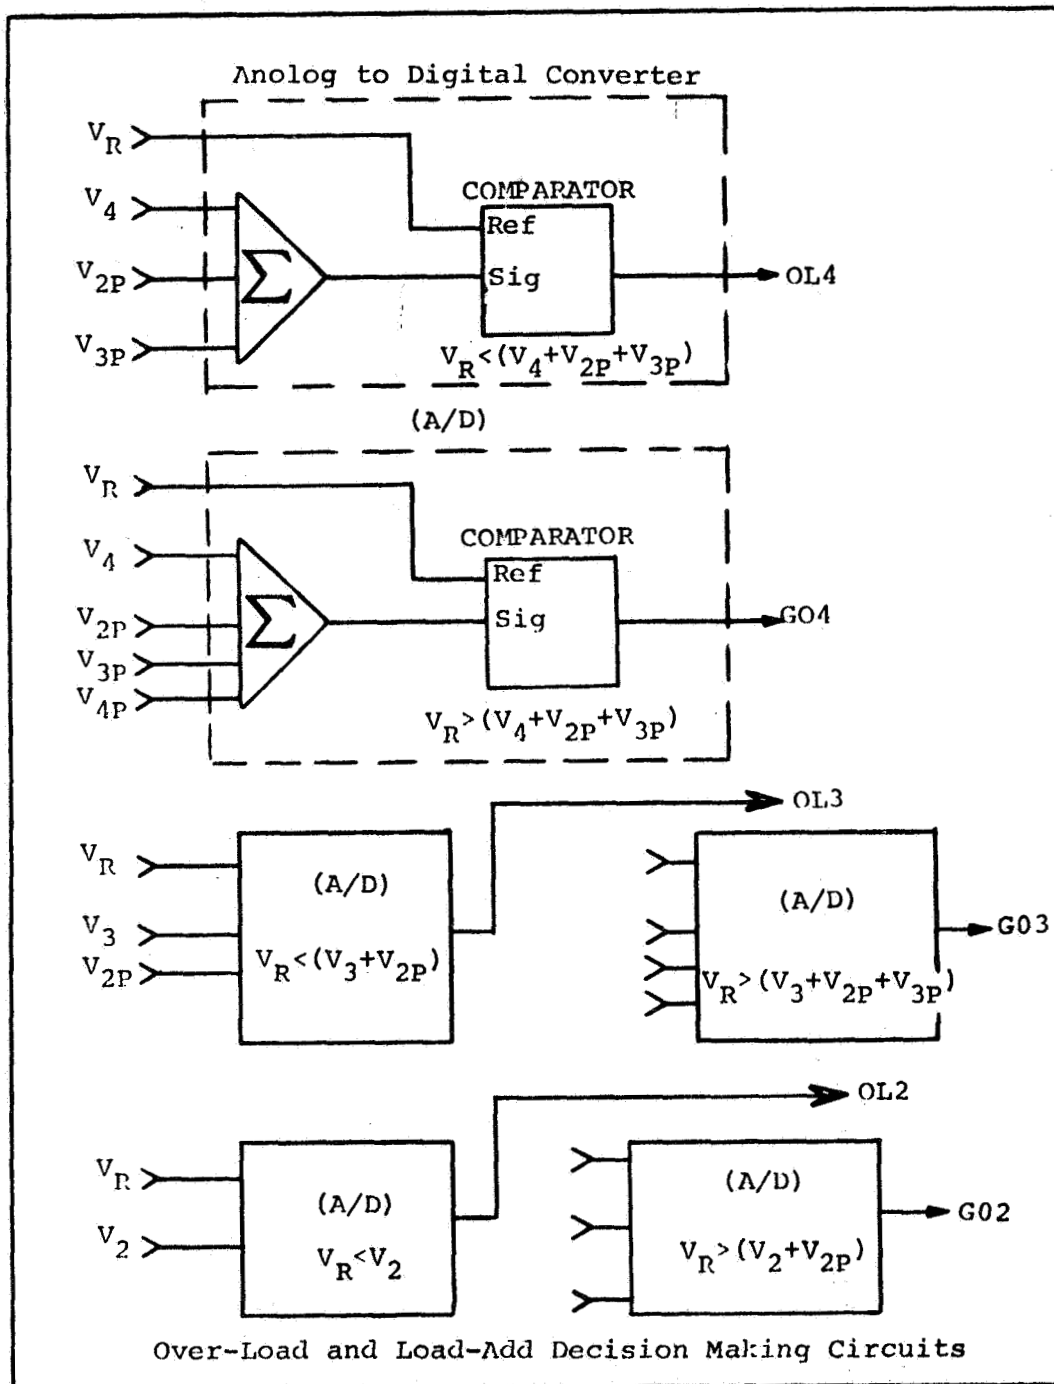 Anolog to Digital Converter
V_R
V_4
V_2P
V_3P
Σ
COMPARATOR
Ref
Sig
OL4
V_R<(V_4+V_2P+V_3P)
(A/D)
V_R
V_4
V_2P
V_3P
V_4P
Σ
COMPARATOR
Ref
Sig
GO4
V_R>(V_4+V_2P+V_3P)
OL3
V_R
V_3
V_2P
(A/D)
V_R<(V_3+V_2P)
(A/D)
V_R>(V_3+V_2P+V_3P)
G03
OL2
V_R
V_2
(A/D)
V_R<V_2
(A/D)
V_R>(V_2+V_2P)
G02
Over-Load and Load-Add Decision Making Circuits